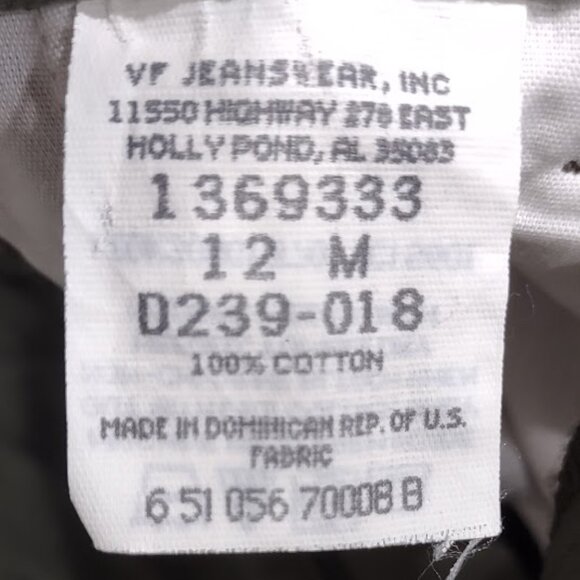 VF JEANSWEAR, INC
11550 HIGHWAY 278 EAST
HOLLY POND, AL 35083
1369333
12 M
D239-018
100% COTTON
MADE IN DOMINICAN REP. OF U.S.
FABRIC
6 51 056 70008 8